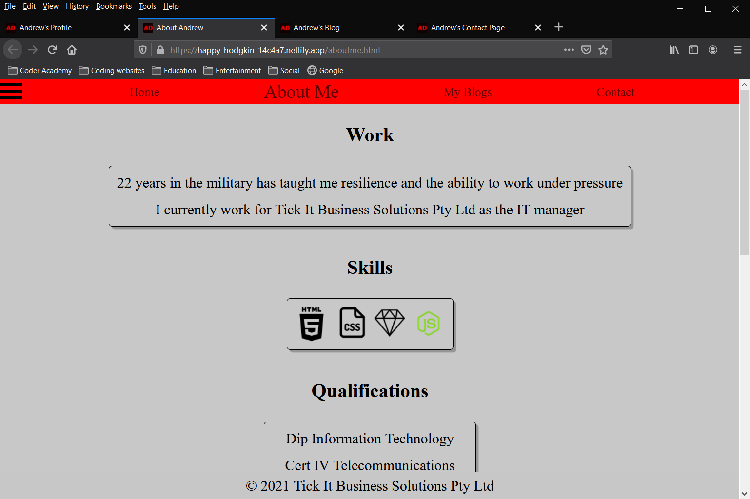 File Edit View History Bookmarks Tools Help
Andrew's Profile
About Andrew
Andrew's Blog
Andrew's Contact Page
https://happy-hodgkin-14c4a7.netlify.app/aboutme.html
Coder Academy Coding websites Education Entertainment Social Google
Home About Me My Blogs Contact
Work
22 years in the military has taught me resilience and the ability to work under pressure
I currently work for Tick It Business Solutions Pty Ltd as the IT manager
Skills
HTML 5 CSS JS
Qualifications
Dip Information Technology
Cert IV Telecommunications
© 2021 Tick It Business Solutions Pty Ltd